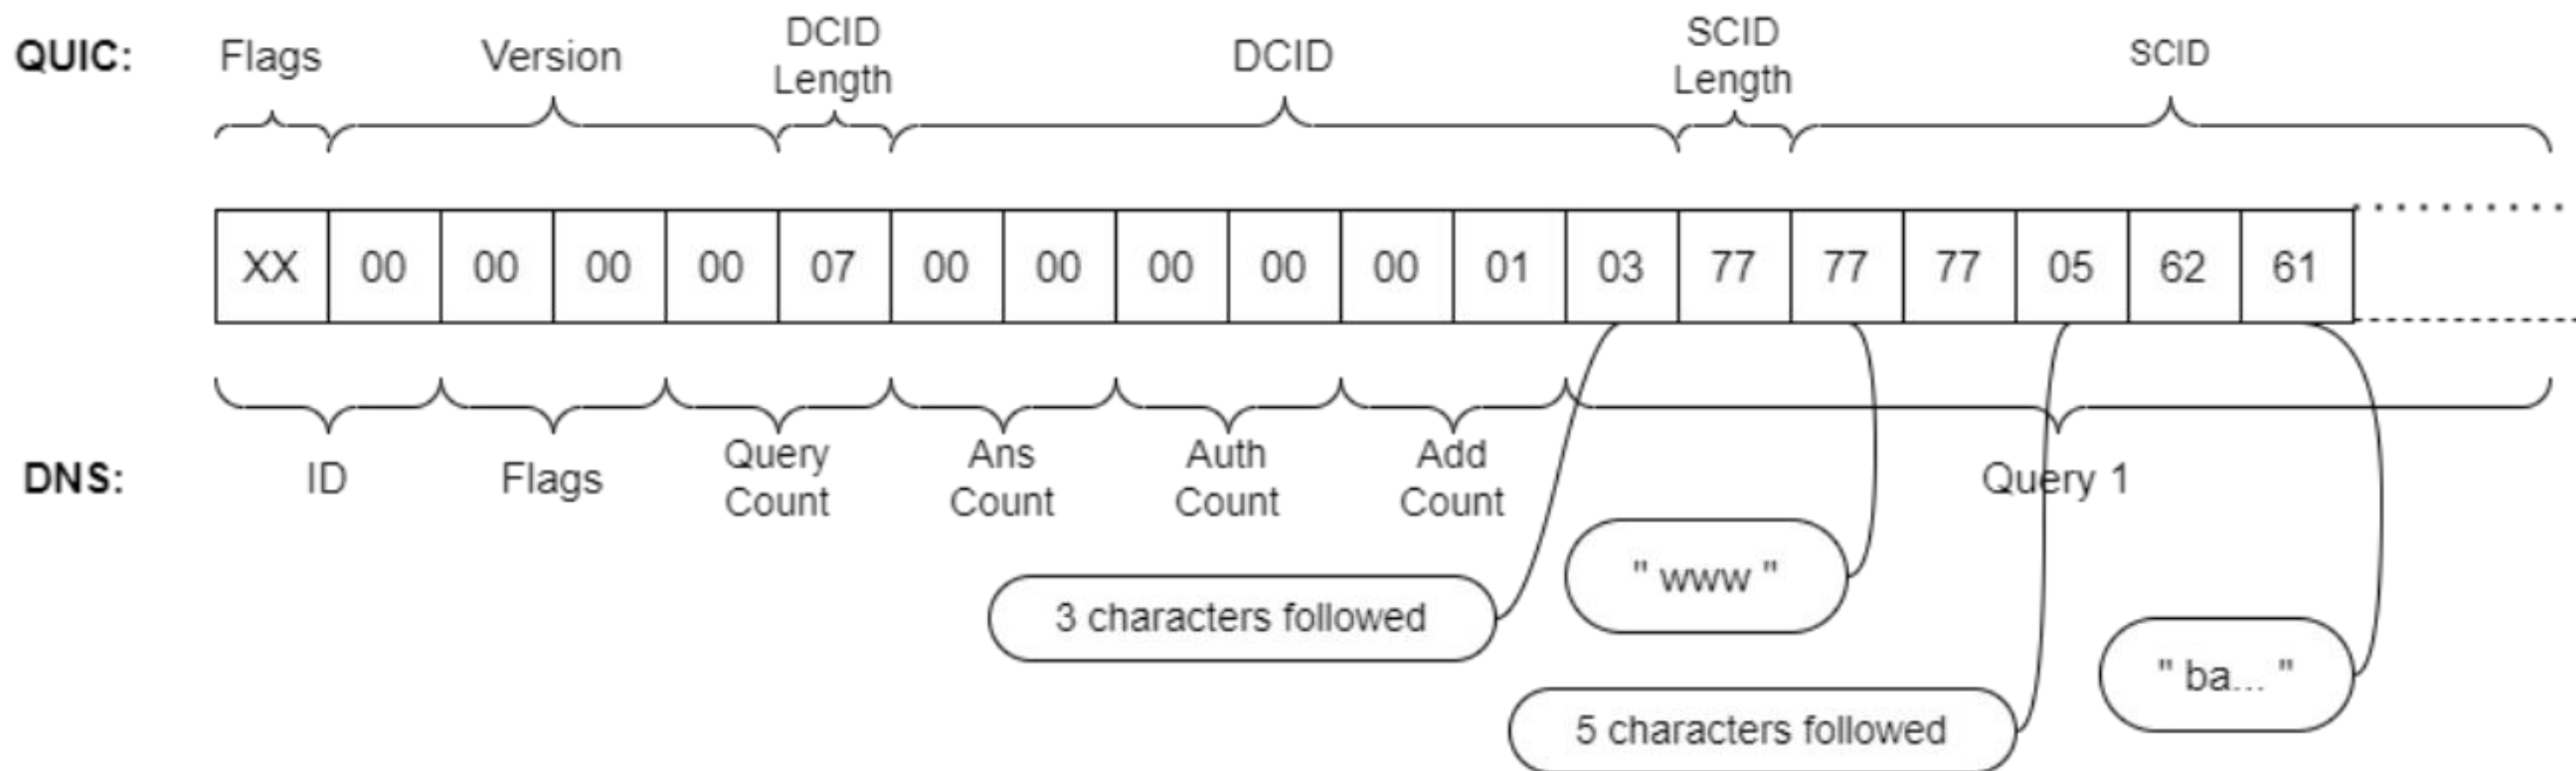 QUIC:
Flags
Version
DCID
Length
DCID
SCID
Length
SCID
XX 00 00 00 00 07 00 00 00 00 00 01 03 77 77 77 05 62 61
DNS:
ID
Flags
Query
Count
Ans
Count
Auth
Count
Add
Count
Query 1
" www "
3 characters followed
" ba... "
5 characters followed